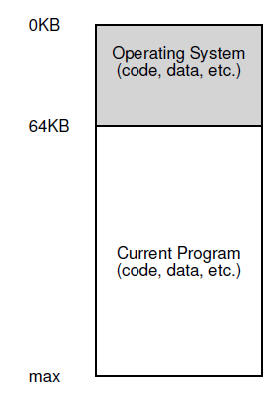 0KB
Operating System
(code, data, etc.)
64KB
Current Program
(code, data, etc.)
max